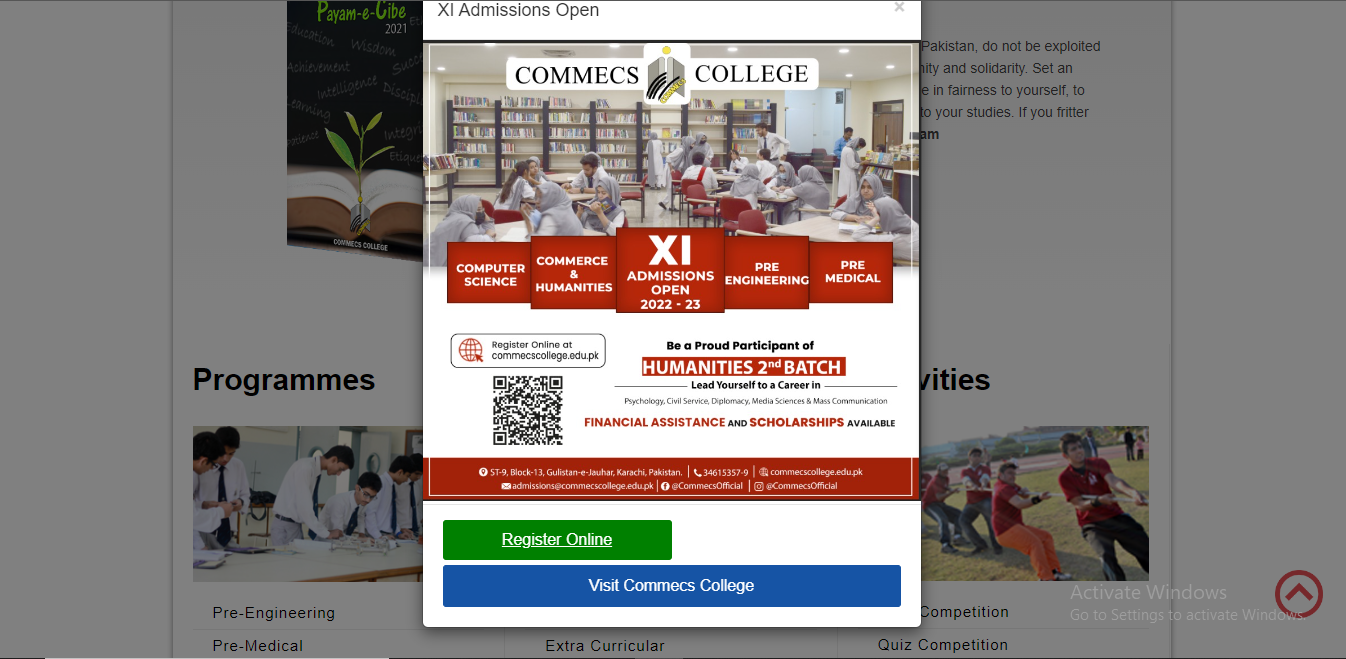 Payam-e-Cibe
2021
Education
Wisdom
Achievement
Intelligence
Learning
COMMECS COLLEGE
XI Admissions Open
×
COMMECS COLLEGE
COMPUTER
SCIENCE
COMMERCE
&
HUMANITIES
XI
ADMISSIONS
OPEN
2022 - 23
PRE
ENGINEERING
PRE
MEDICAL
Register Online at
commecscollege.edu.pk
Be a Proud Participant of
HUMANITIES 2nd BATCH
Lead Yourself to a Career in
Psychology, Civil Service, Diplomacy, Media Sciences & Mass Communication
FINANCIAL ASSISTANCE AND SCHOLARSHIPS AVAILABLE
ST-9, Block-13, Gulistan-e-Jauhar, Karachi, Pakistan. | 34615357-9 | commecscollege.edu.pk
admissions@commecscollege.edu.pk | @CommecsOfficial | @CommecsOfficial
Register Online
Visit Commecs College
Pakistan, do not be exploited
nity and solidarity. Set an
e in fairness to yourself, to
to your studies. If you fritter
am
Programmes
vities
Pre-Engineering
Pre-Medical
Extra Curricular
Competition
Quiz Competition
Activate Windows
Go to Settings to activate Windows.